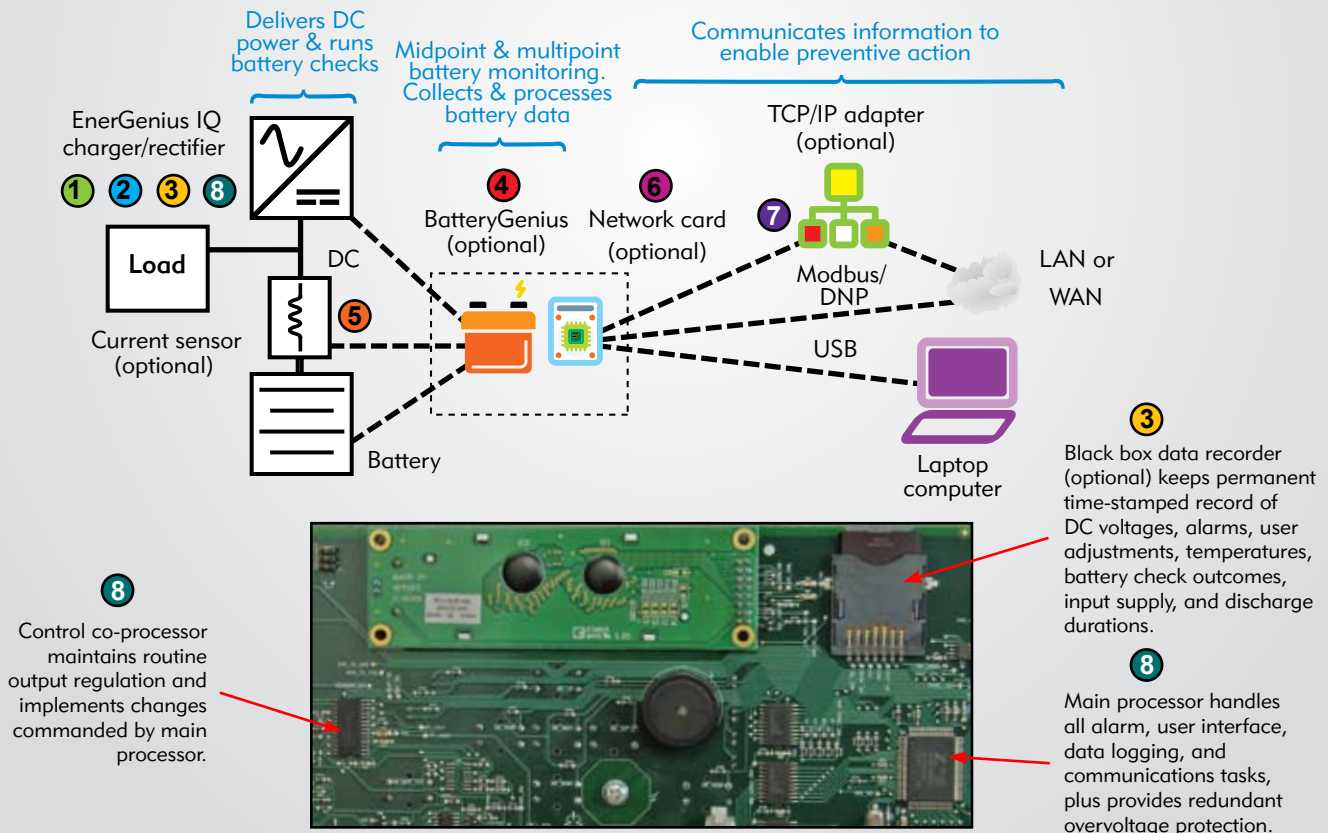 Delivers DC
power & runs
battery checks
Midpoint & multipoint
battery monitoring.
Collects & processes
battery data
Communicates information to
enable preventive action
EnerGenius IQ
charger/rectifier
1 2 3 8
Load
DC
5
Current sensor
(optional)
Battery
4
BatteryGenius
(optional)
6
Network card
(optional)
TCP/IP adapter
(optional)
7
Modbus/
DNP
LAN or
WAN
USB
Laptop
computer
3
Black box data recorder
(optional) keeps permanent
time-stamped record of
DC voltages, alarms, user
adjustments, temperatures,
battery check outcomes,
input supply, and discharge
durations.
8
Control co-processor
maintains routine
output regulation and
implements changes
commanded by main
processor.
8
Main processor handles
all alarm, user interface,
data logging, and
communications tasks,
plus provides redundant
overvoltage protection.